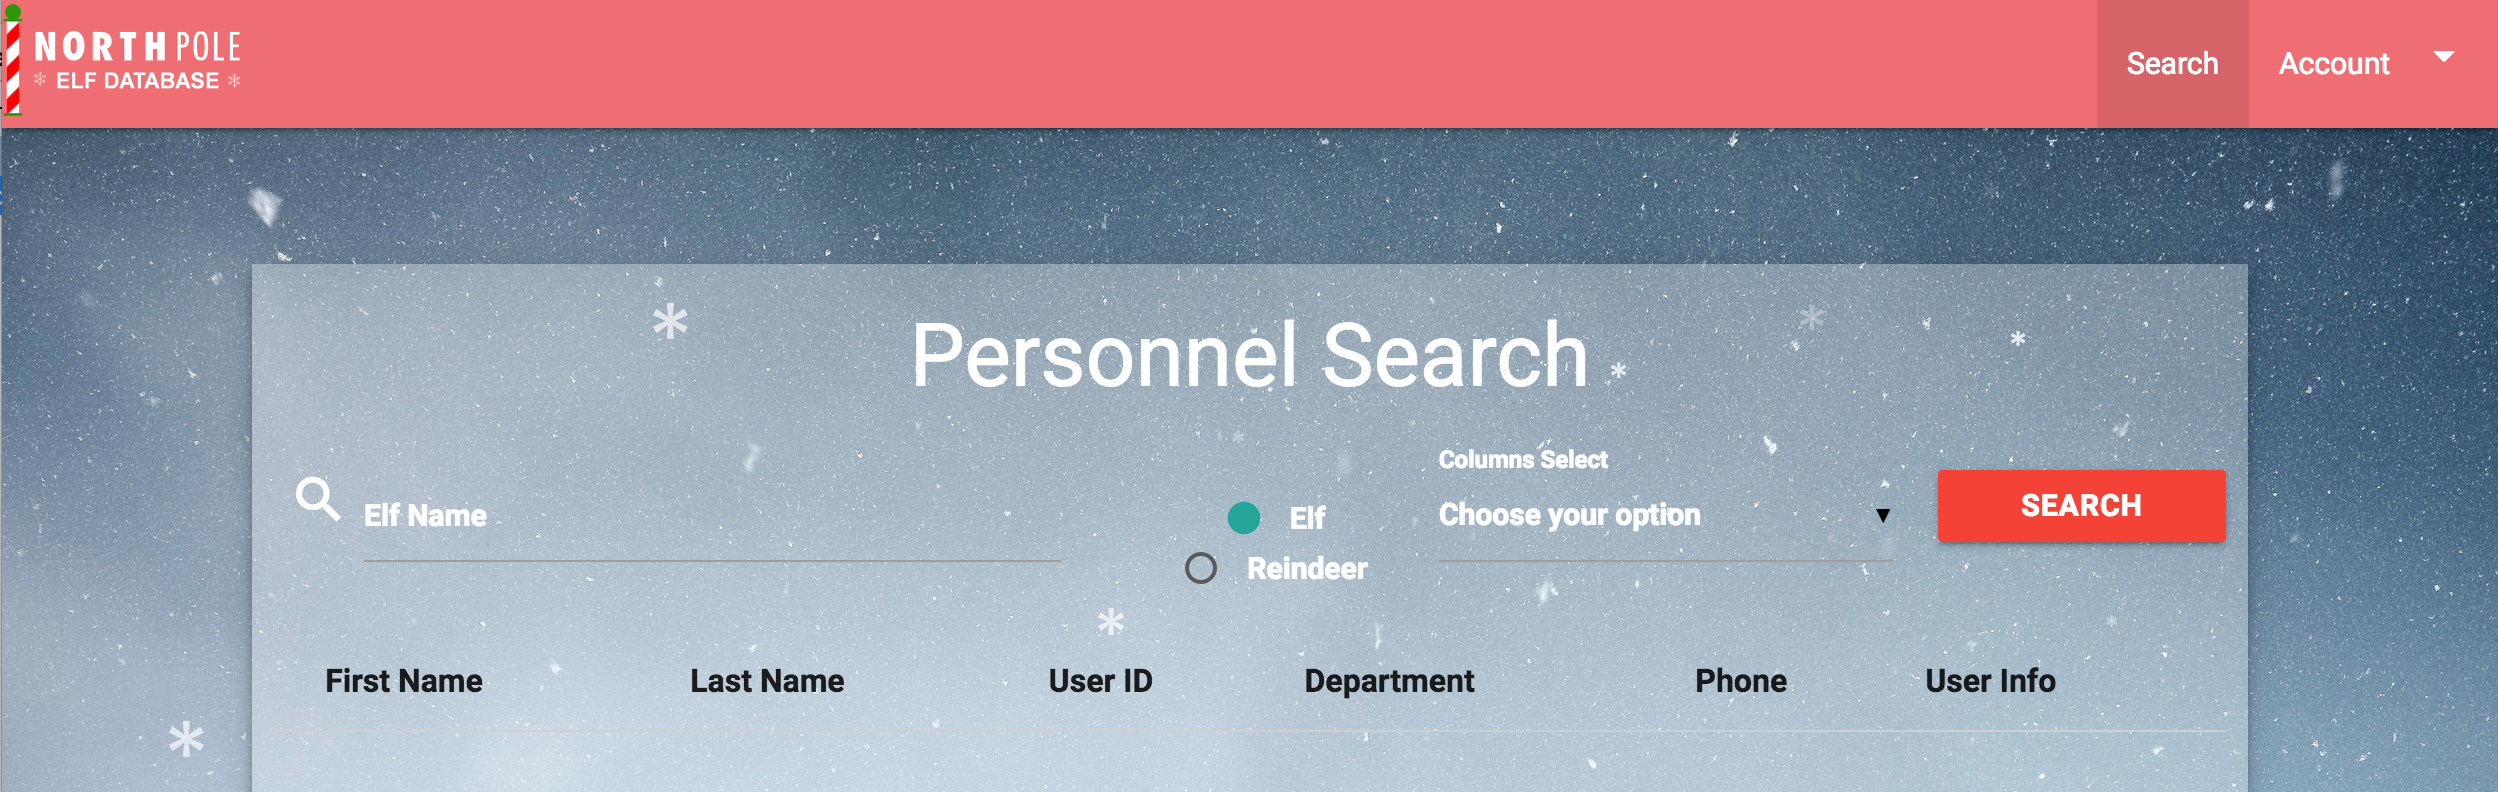 NORTH POLE
ELF DATABASE
Search
Account
Personnel Search
Elf Name
Elf
Reindeer
Columns Select
Choose your option
SEARCH
First Name
Last Name
User ID
Department
Phone
User Info